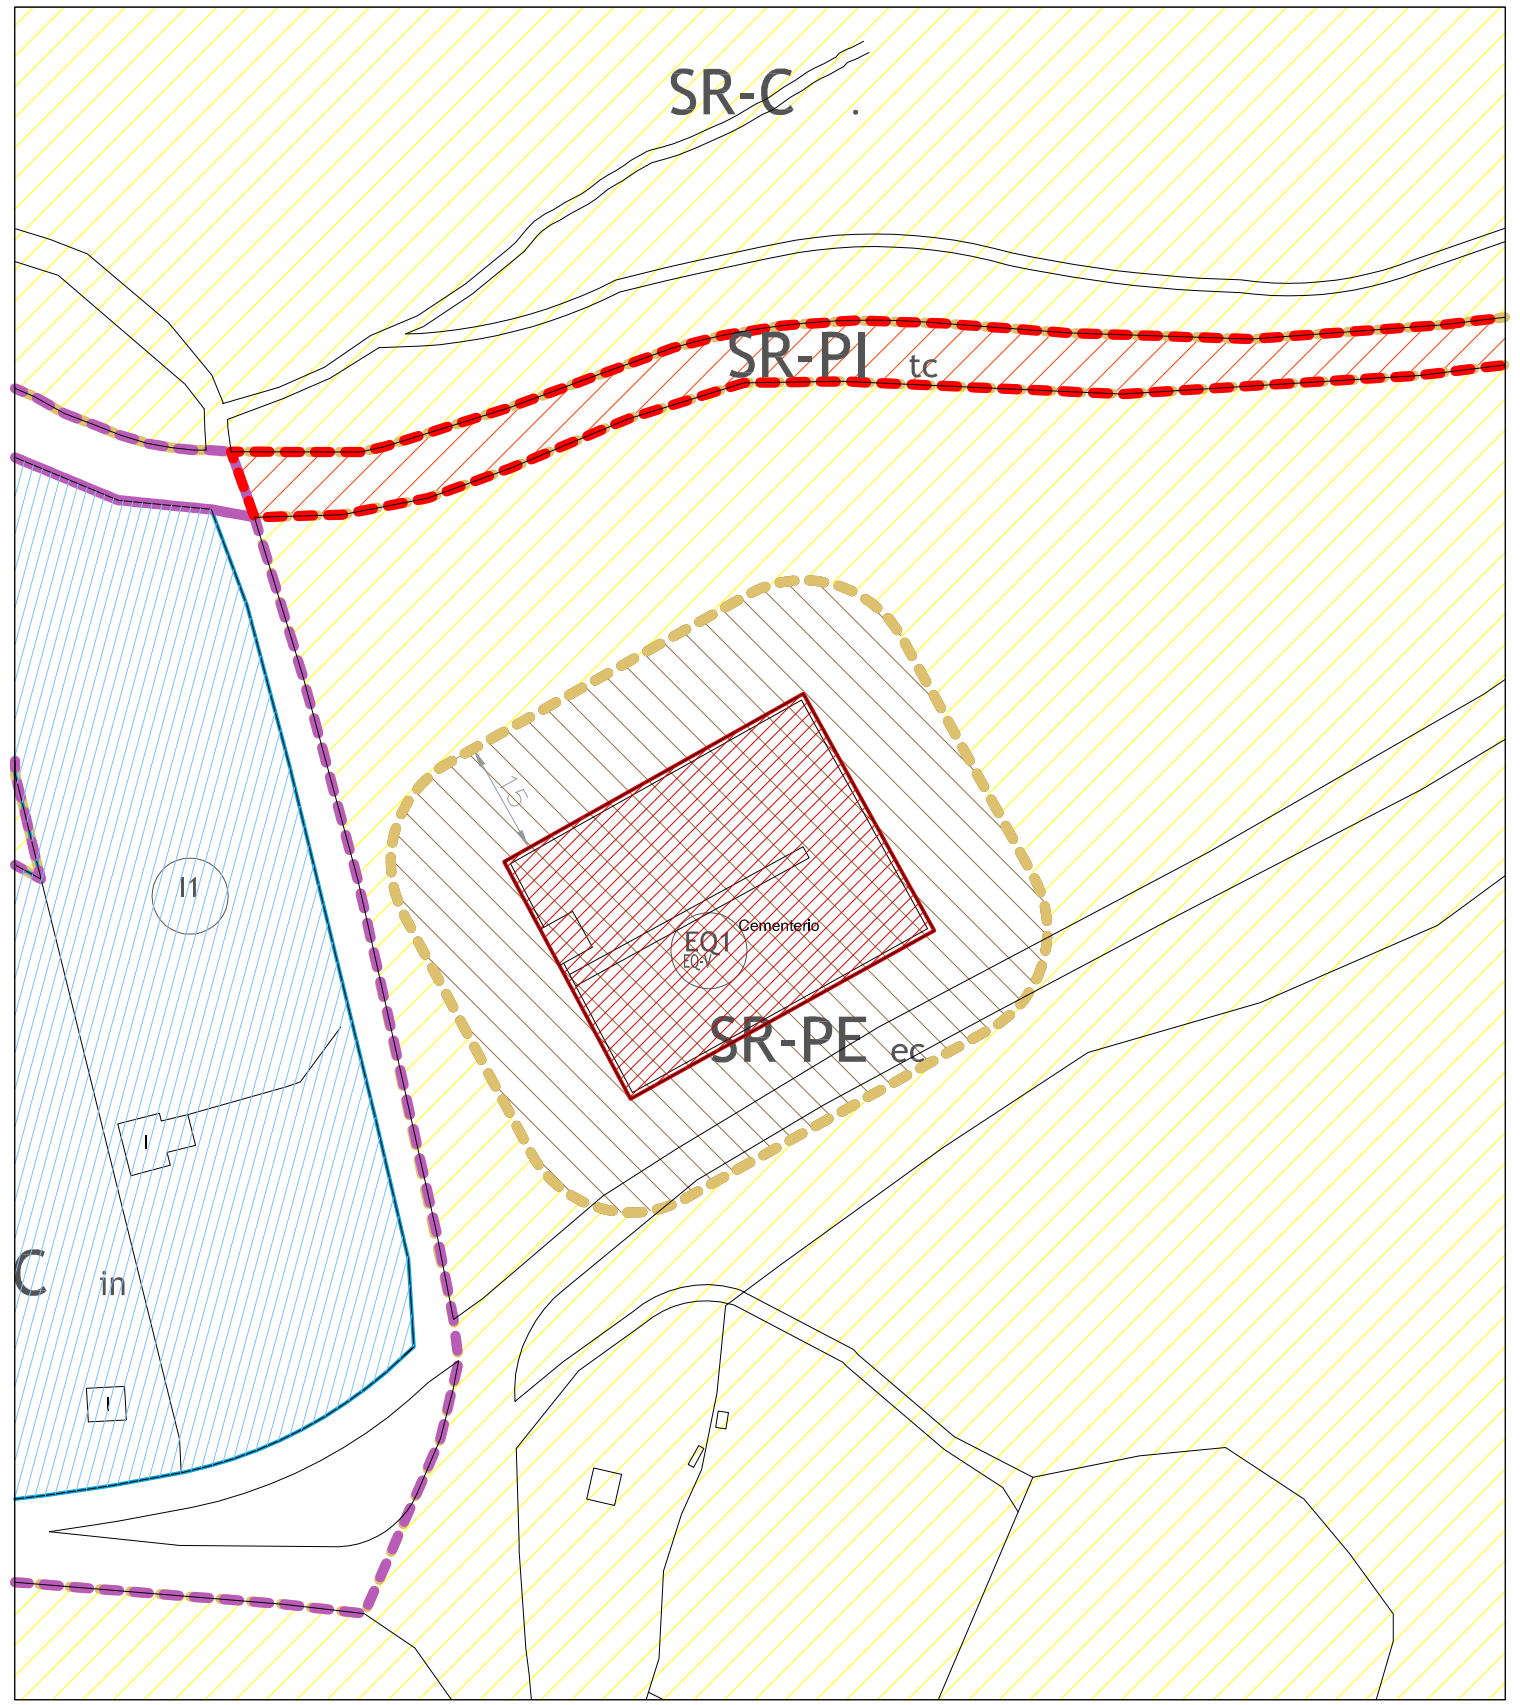 SR-C .
SR-PI tc
15
I1
Cementerio
EQ1
EQ-V
SR-PE ec
I
C in
I